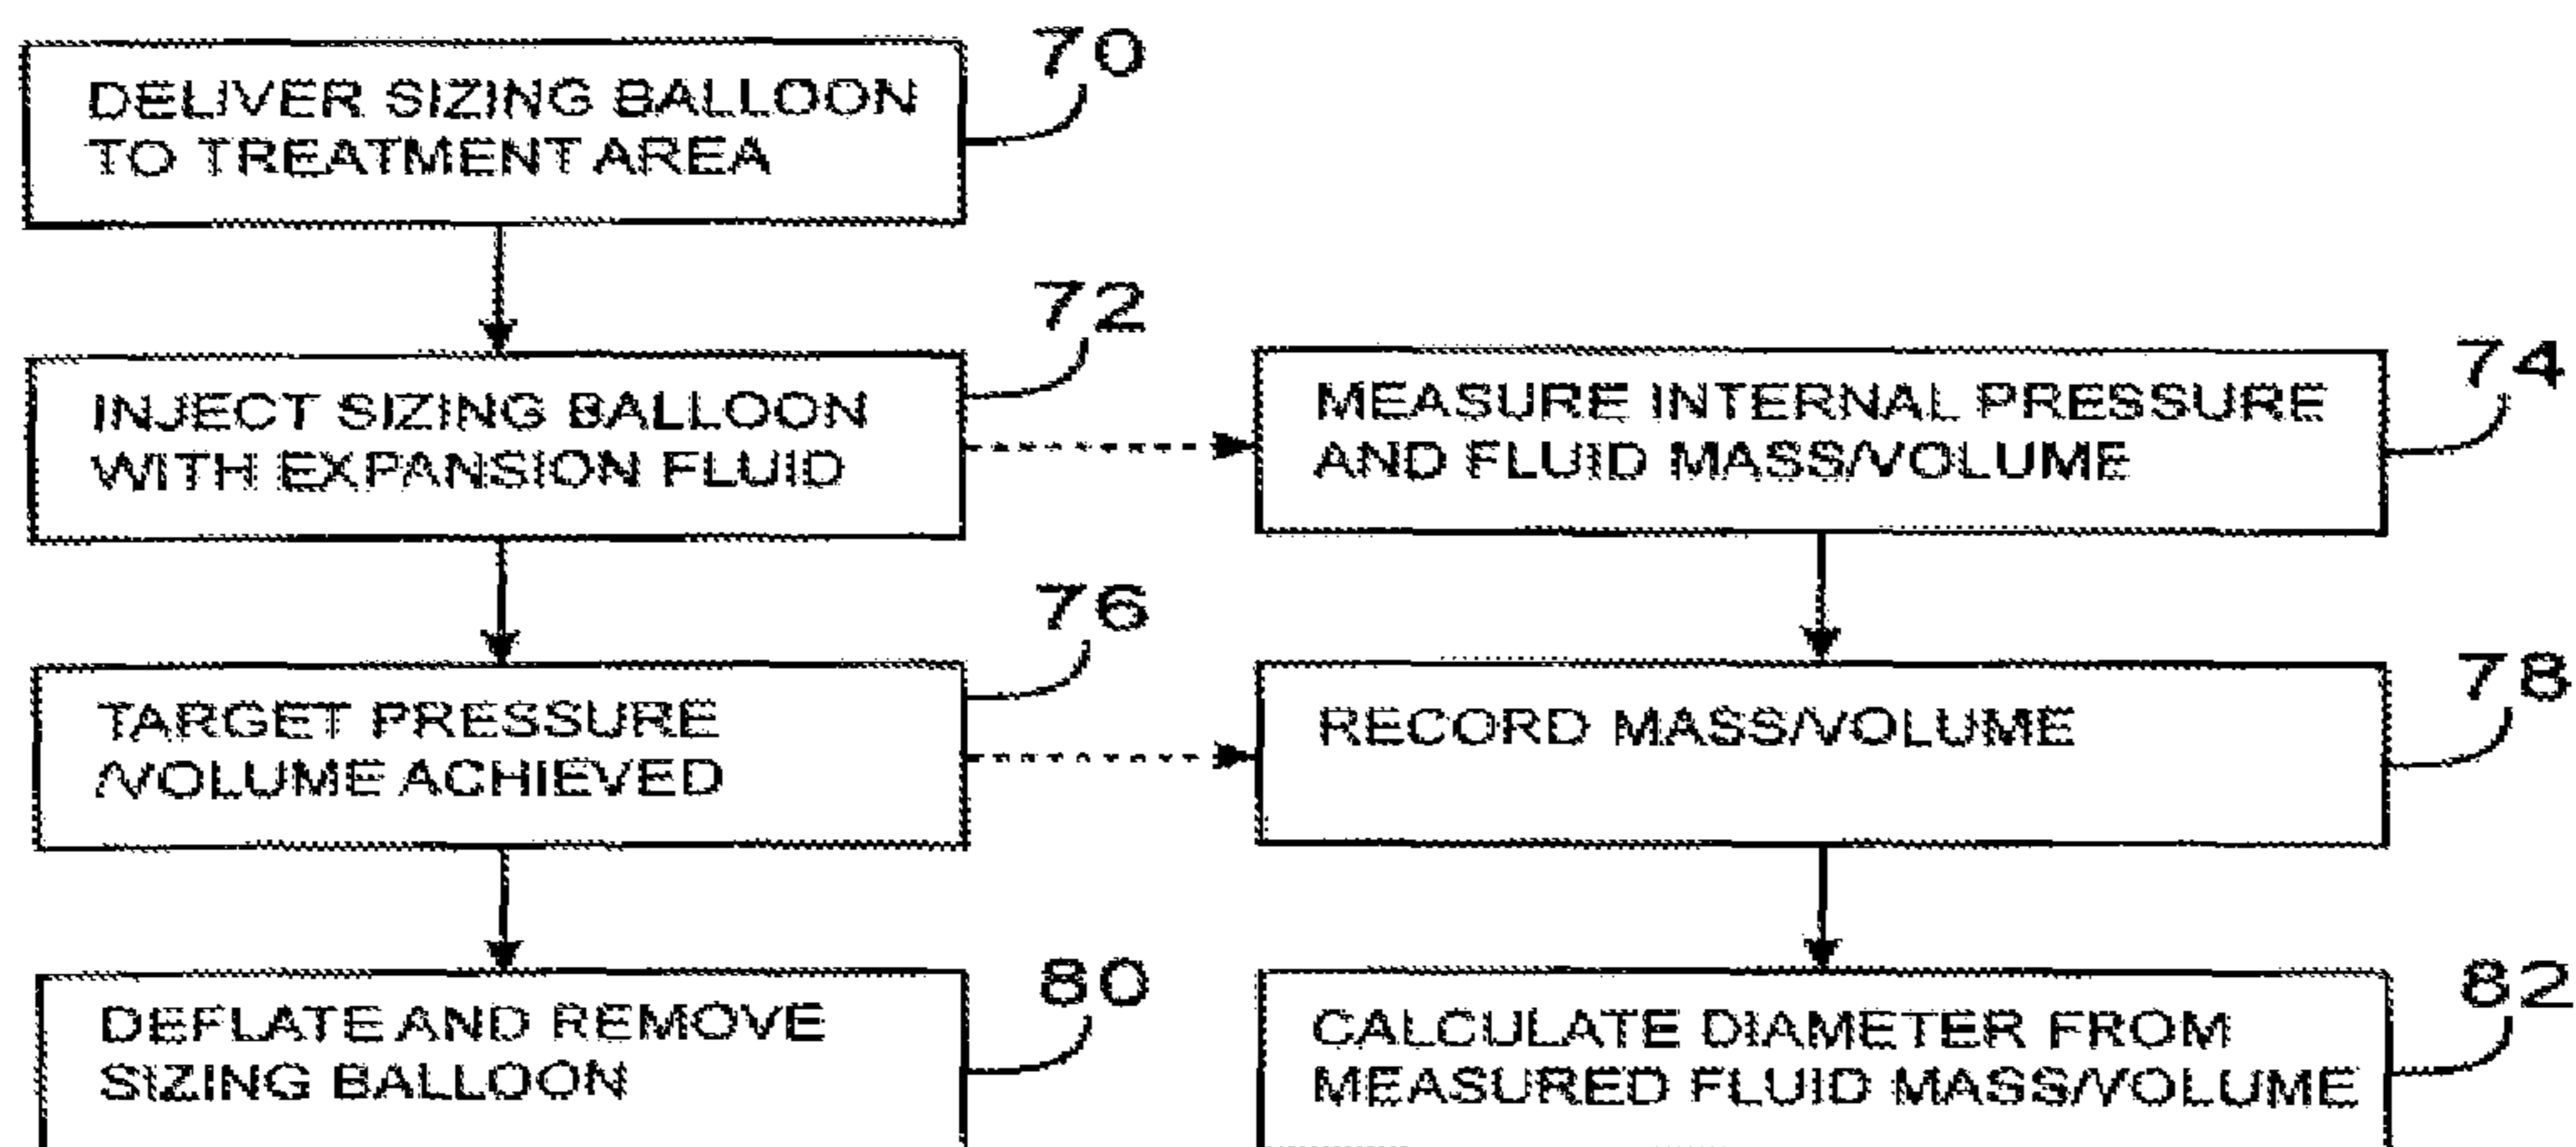 70
DELIVER SIZING BALLOON
TO TREATMENT AREA
72
INJECT SIZING BALLOON
WITH EXPANSION FLUID
74
MEASURE INTERNAL PRESSURE
AND FLUID MASS/VOLUME
76
TARGET PRESSURE
/VOLUME ACHIEVED
78
RECORD MASS/VOLUME
80
DEFLATE AND REMOVE
SIZING BALLOON
82
CALCULATE DIAMETER FROM
MEASURED FLUID MASS/VOLUME